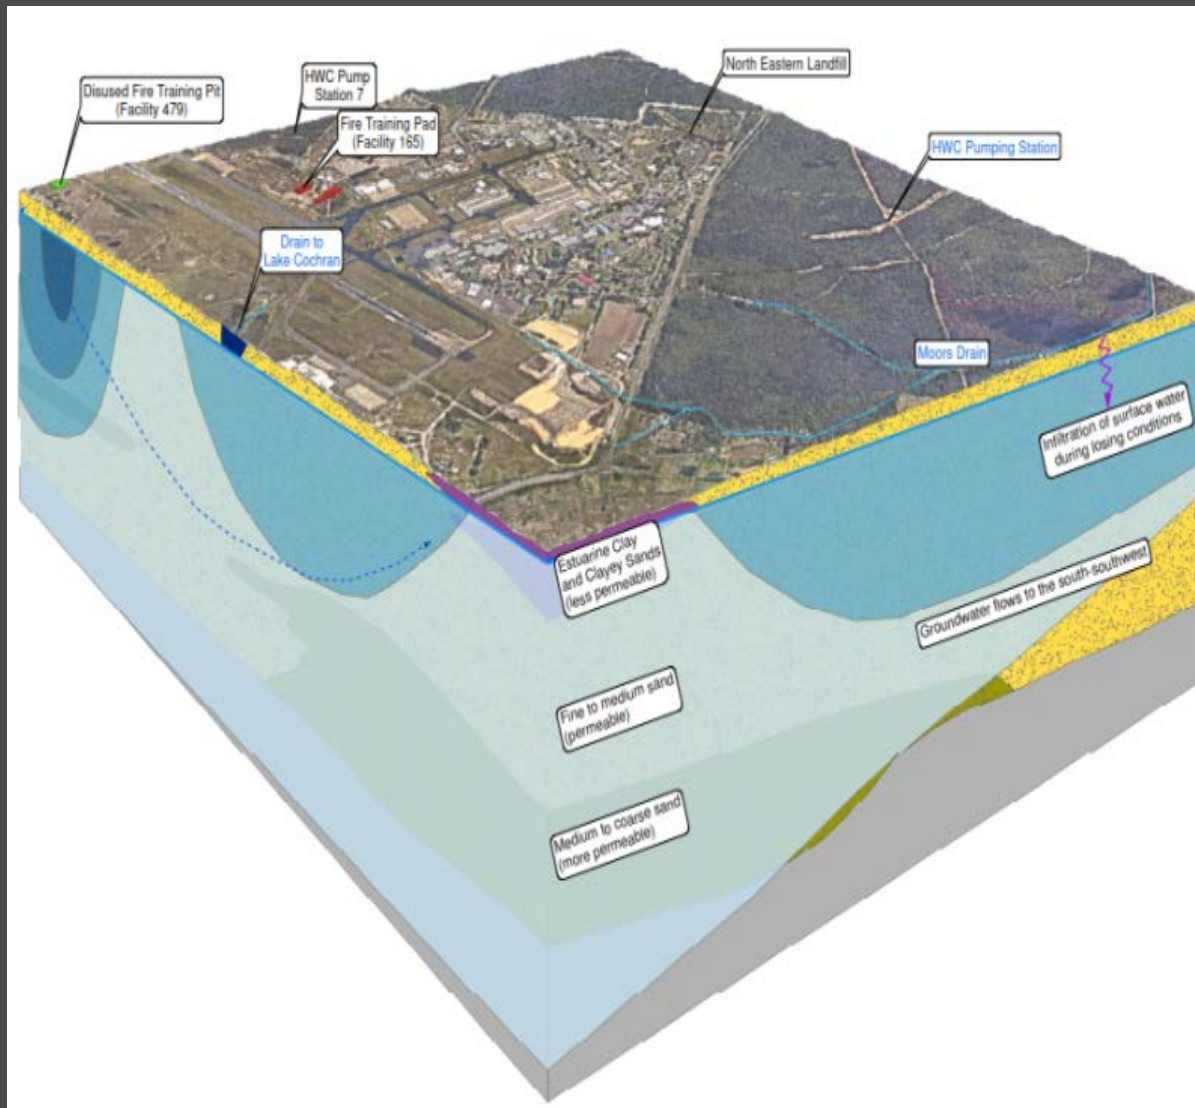 Disused Fire Training Pit
(Facility 479)
HWC Pump
Station 7
Fire Training Pad
(Facility 165)
North Eastern Landfill
HWC Pumping Station
Drain to
Lake Cochran
Moors Drain
Infiltration of surface water
during losing conditions
Estuarine Clay
and Clayey Sands
(less permeable)
Groundwater flows to the south-southwest
Fine to medium sand
(permeable)
Medium to coarse sand
(more permeable)